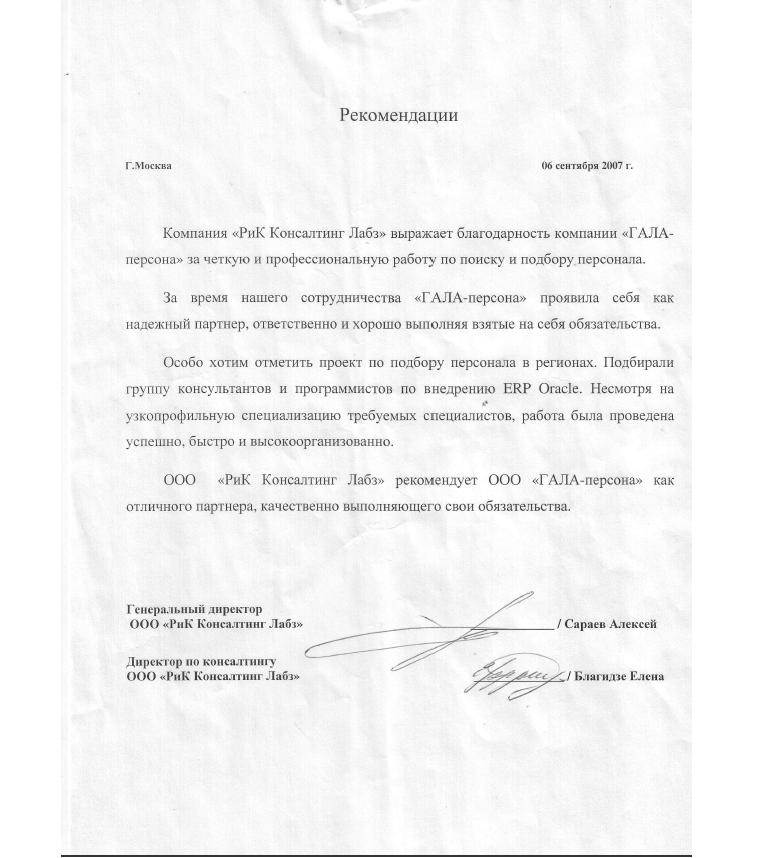 Рекомендации
Г.Москва 06 сентября 2007 г.
Компания «РиК Консалтинг Лабз» выражает благодарность компании «ГАЛА-
персона» за четкую и профессиональную работу по поиску и подбору персонала.
За время нашего сотрудничества «ГАЛА-персона» проявила себя как
надежный партнер, ответственно и хорошо выполняя взятые на себя обязательства.
Особо хотим отметить проект по подбору персонала в регионах. Подбирали
группу консультантов и программистов по внедрению ERP Oracle. Несмотря на
узкопрофильную специализацию требуемых специалистов, работа была проведена
успешно, быстро и высокоорганизованно.
ООО «РиК Консалтинг Лабз» рекомендует ООО «ГАЛА-персона» как
отличного партнера, качественно выполняющего свои обязательства.
Генеральный директор
ООО «РиК Консалтинг Лабз» / Сараев Алексей
Директор по консалтингу
ООО «РиК Консалтинг Лабз» / Благидзе Елена